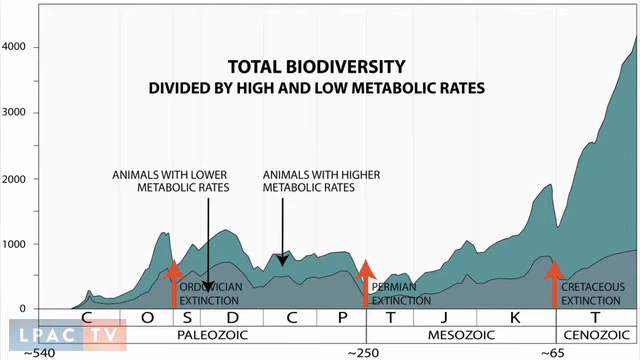 4000
TOTAL BIODIVERSITY
DIVIDED BY HIGH AND LOW METABOLIC RATES
3000
2000
ANIMALS WITH LOWER
METABOLIC RATES
ANIMALS WITH HIGHER
METABOLIC RATES
1000
ORDOVICIAN
EXTINCTION
PERMIAN
EXTINCTION
CRETACEOUS
EXTINCTION
0
C O S D C P T J K T
LPAC TV
PALEOZOIC MESOZOIC CENOZOIC
~540 ~250 ~65